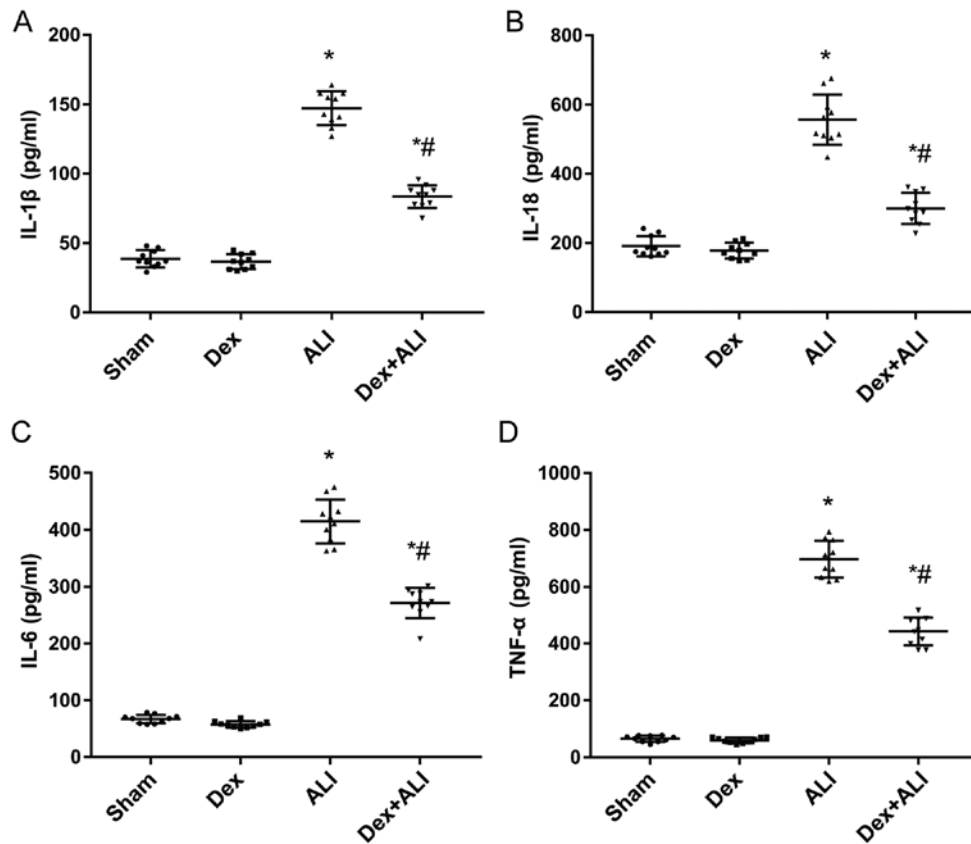 A
IL-1β (pg/ml)
200
150
100
50
0
*
*#
Sham
Dex
ALI
Dex+ALI
B
IL-18 (pg/ml)
800
600
400
200
0
*
*#
Sham
Dex
ALI
Dex+ALI
C
IL-6 (pg/ml)
500
400
300
200
100
0
*
*#
Sham
Dex
ALI
Dex+ALI
D
TNF-α (pg/ml)
1000
800
600
400
200
0
*
*#
Sham
Dex
ALI
Dex+ALI